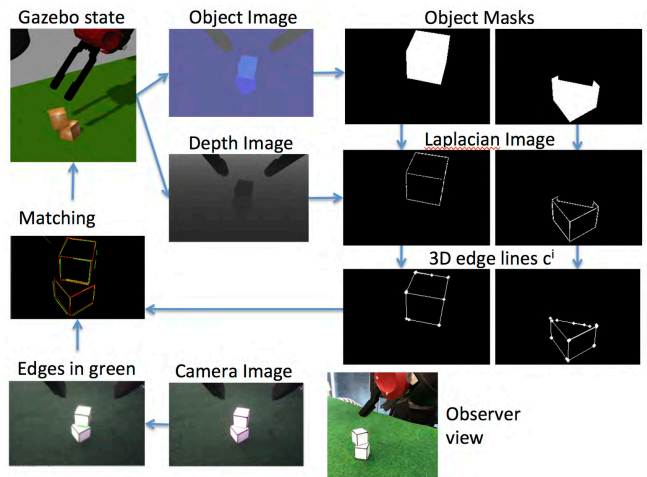 Gazebo state
Object Image
Object Masks
Depth Image
Laplacian Image
Matching
3D edge lines cⁱ
Edges in green
Camera Image
Observer
view